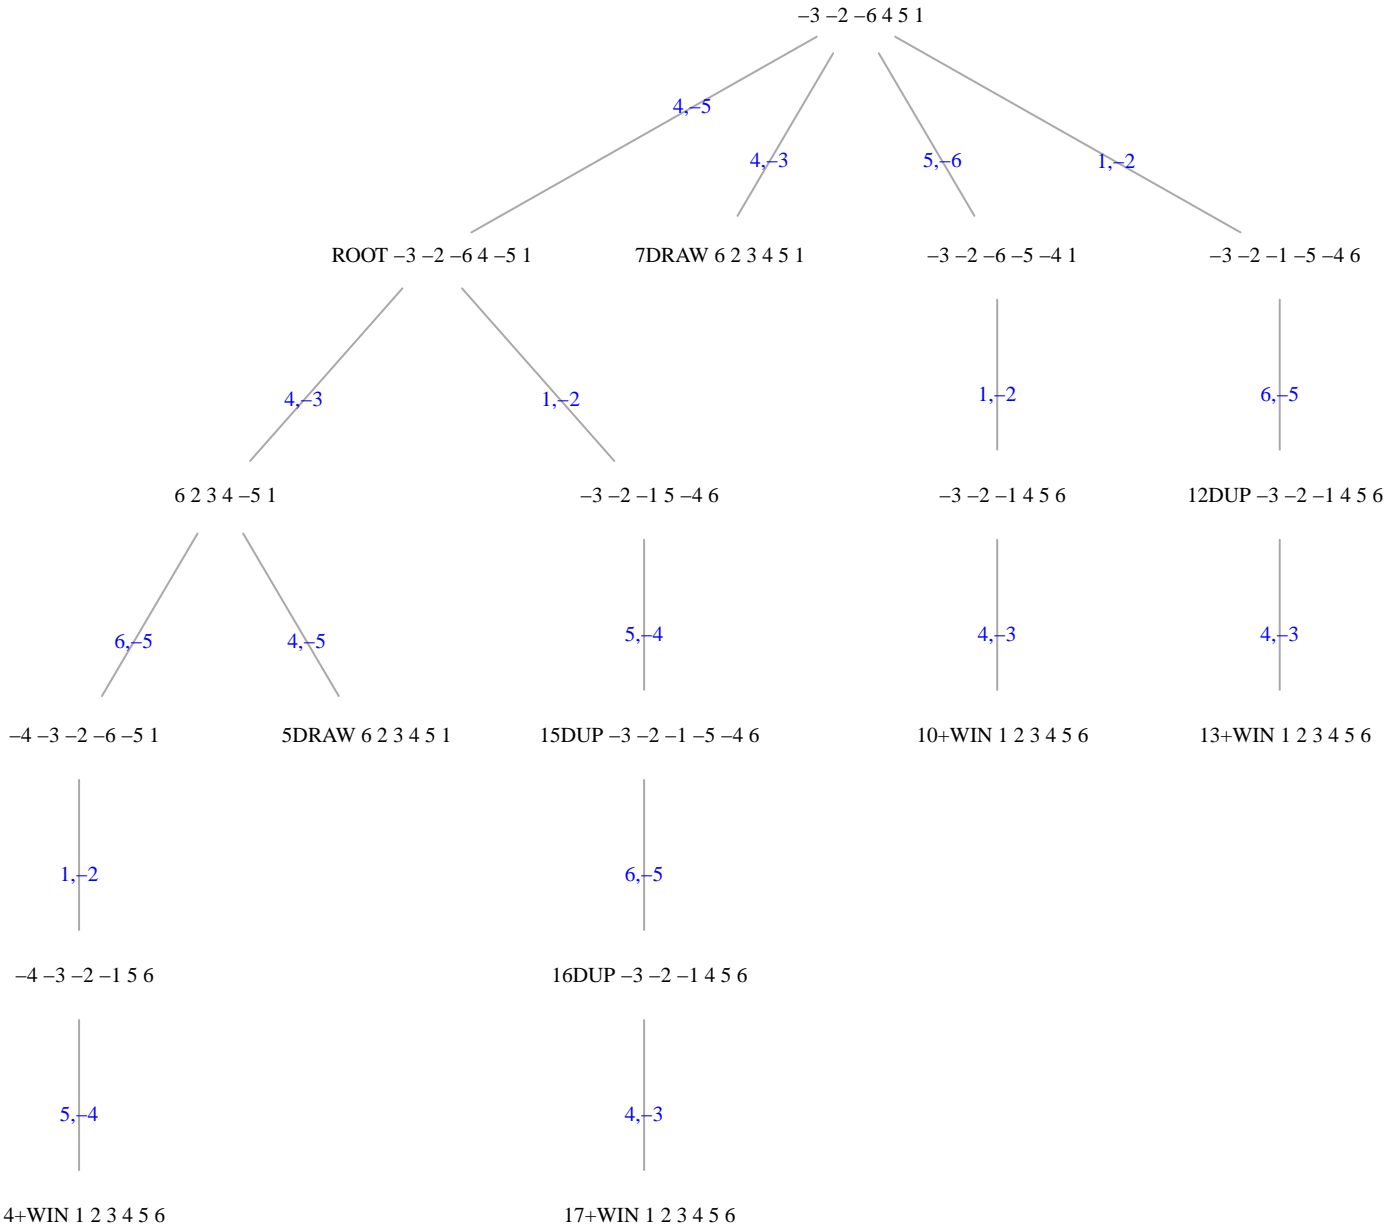 −3 −2 −6 4 5 1
4,−5
4,−3
5,−6
1,−2
ROOT −3 −2 −6 4 −5 1
7DRAW 6 2 3 4 5 1
−3 −2 −6 −5 −4 1
−3 −2 −1 −5 −4 6
4,−3
1,−2
1,−2
6,−5
6 2 3 4 −5 1
−3 −2 −1 5 −4 6
−3 −2 −1 4 5 6
12DUP −3 −2 −1 4 5 6
6,−5
4,−5
5,−4
4,−3
4,−3
−4 −3 −2 −6 −5 1
5DRAW 6 2 3 4 5 1
15DUP −3 −2 −1 −5 −4 6
10+WIN 1 2 3 4 5 6
13+WIN 1 2 3 4 5 6
1,−2
6,−5
−4 −3 −2 −1 5 6
16DUP −3 −2 −1 4 5 6
5,−4
4,−3
4+WIN 1 2 3 4 5 6
17+WIN 1 2 3 4 5 6